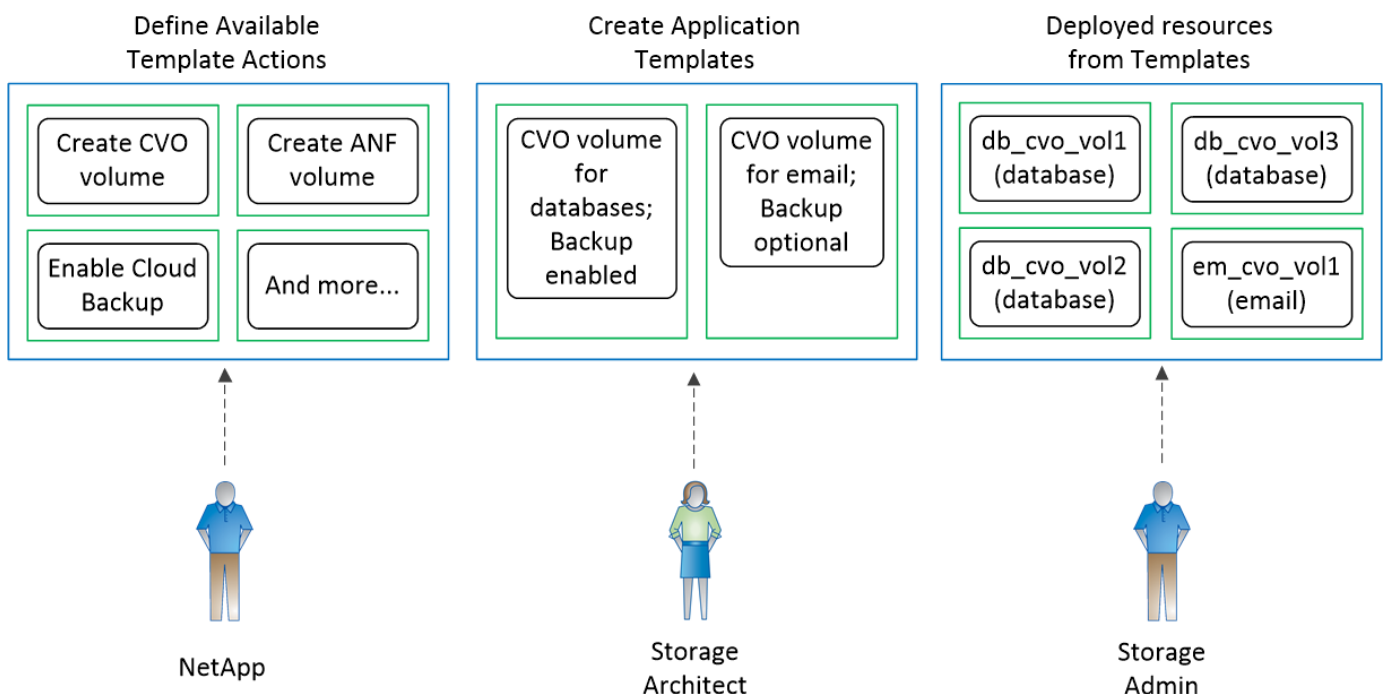 Define Available
Template Actions
Create CVO
volume
Create ANF
volume
Enable Cloud
Backup
And more...
NetApp
Create Application
Templates
CVO volume
for
databases;
Backup
enabled
CVO volume
for email;
Backup
optional
Storage
Architect
Deployed resources
from Templates
db_cvo_vol1
(database)
db_cvo_vol3
(database)
db_cvo_vol2
(database)
em_cvo_vol1
(email)
Storage
Admin